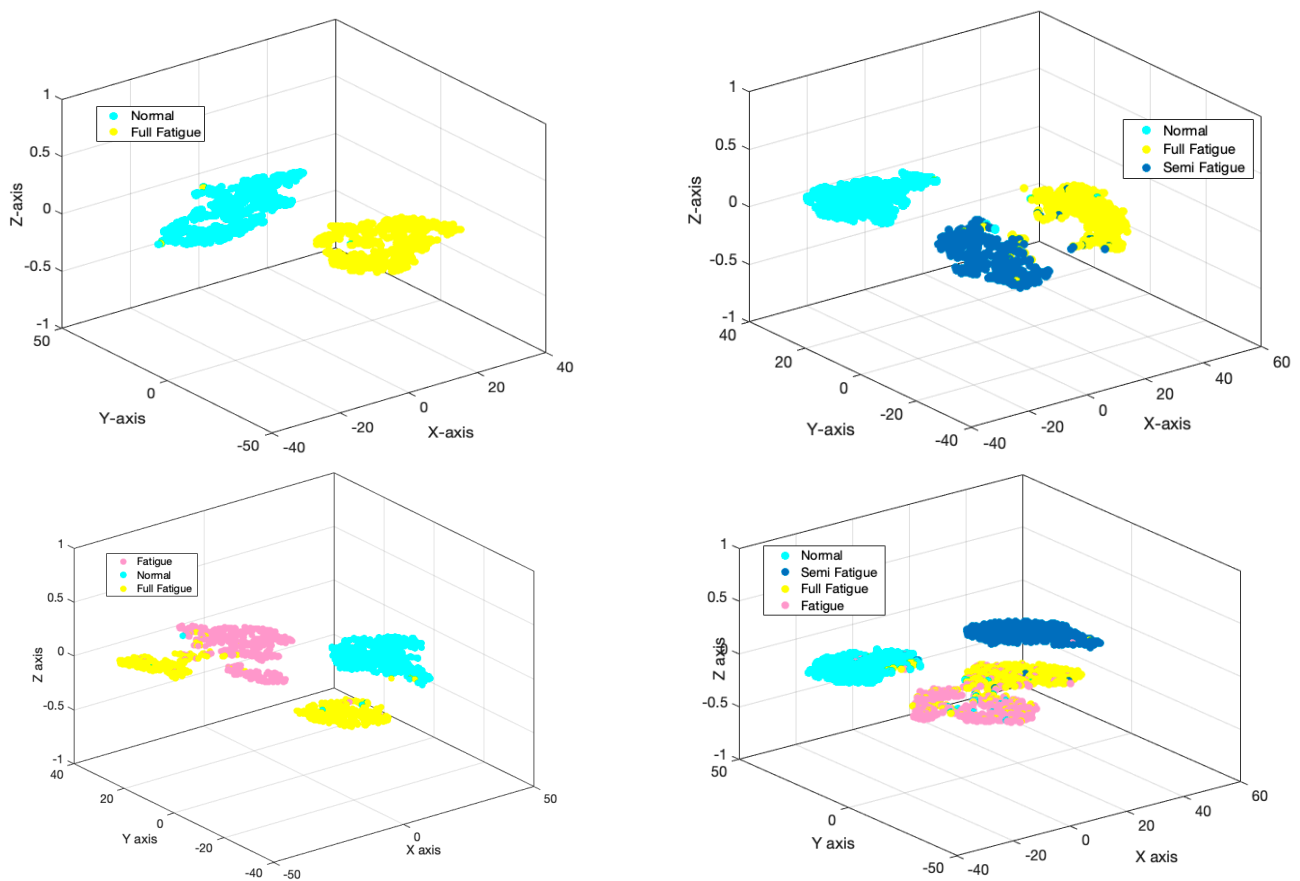 1
0.5
0
-0.5
-1
Z-axis
50
0
-50
Y-axis
-40
-20
0
20
40
X-axis
Normal
Full Fatigue
1
0.5
0
-0.5
-1
Z-axis
40
20
0
-20
-40
Y-axis
-40
-20
0
20
40
60
X-axis
Normal
Full Fatigue
Semi Fatigue
1
0.5
0
-0.5
-1
Z axis
40
20
0
-20
-40
Y axis
-50
0
50
X axis
Fatigue
Normal
Full Fatigue
1
0.5
0
-0.5
-1
Z axis
50
0
-50
Y axis
-40
-20
0
20
40
60
X axis
Normal
Semi Fatigue
Full Fatigue
Fatigue